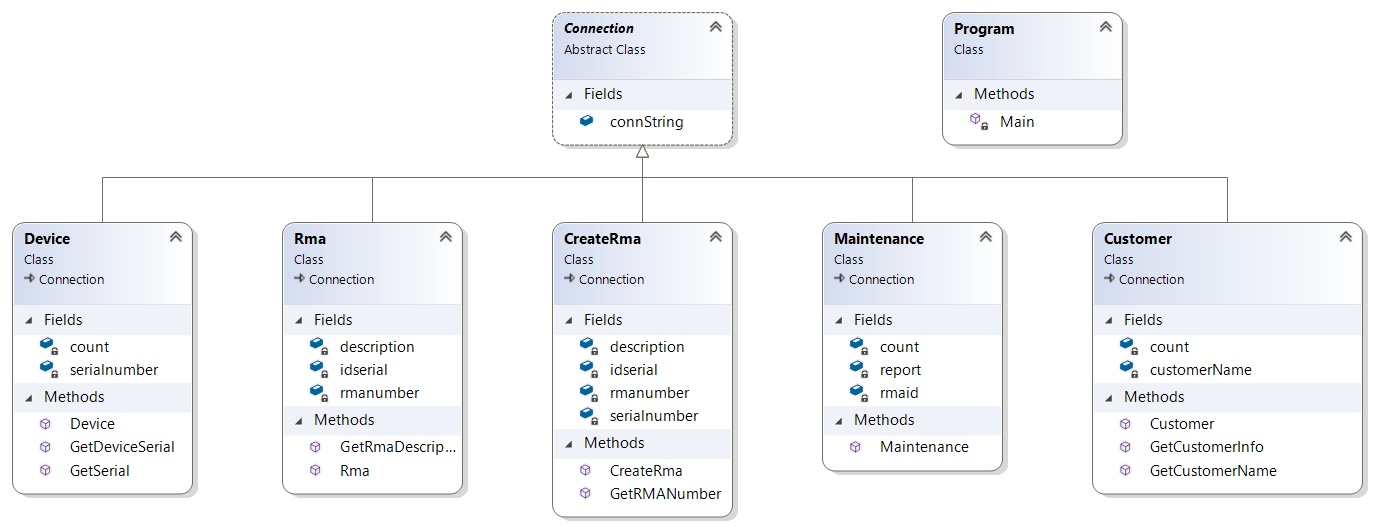 Connection
Abstract Class
Fields
connString
Program
Class
Methods
Main
Device
Class
Connection
Fields
count
serialnumber
Methods
Device
GetDeviceSerial
GetSerial
Rma
Class
Connection
Fields
description
idserial
rmanumber
Methods
GetRmaDescrip...
Rma
CreateRma
Class
Connection
Fields
description
idserial
rmanumber
serialnumber
Methods
CreateRma
GetRMANumber
Maintenance
Class
Connection
Fields
count
report
rmaid
Methods
Maintenance
Customer
Class
Connection
Fields
count
customerName
Methods
Customer
GetCustomerInfo
GetCustomerName